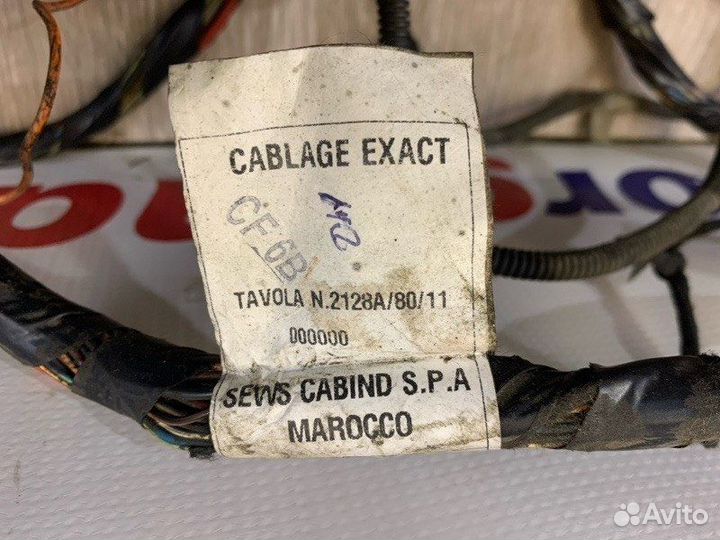 CABLAGE EXACT
CF 6B
TAVOLA N.2128A/80/11
000000
SEWS CABIND S.P.A
MAROCCO
Avito